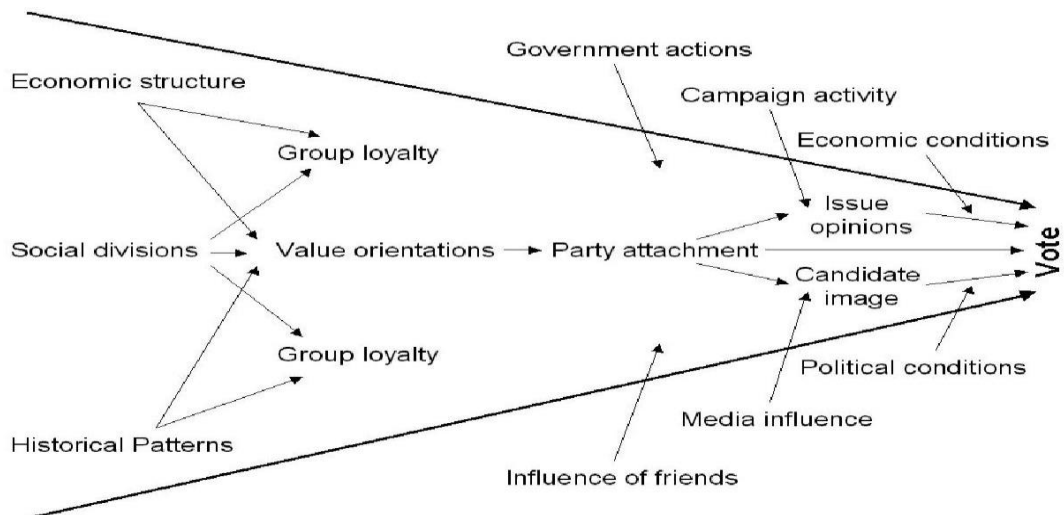 Government actions
Economic structure
Campaign activity
Group loyalty
Economic conditions
Issue
opinions
Social divisions
Value orientations
Party attachment
Vote
Candidate
image
Group loyalty
Political conditions
Media influence
Historical Patterns
Influence of friends